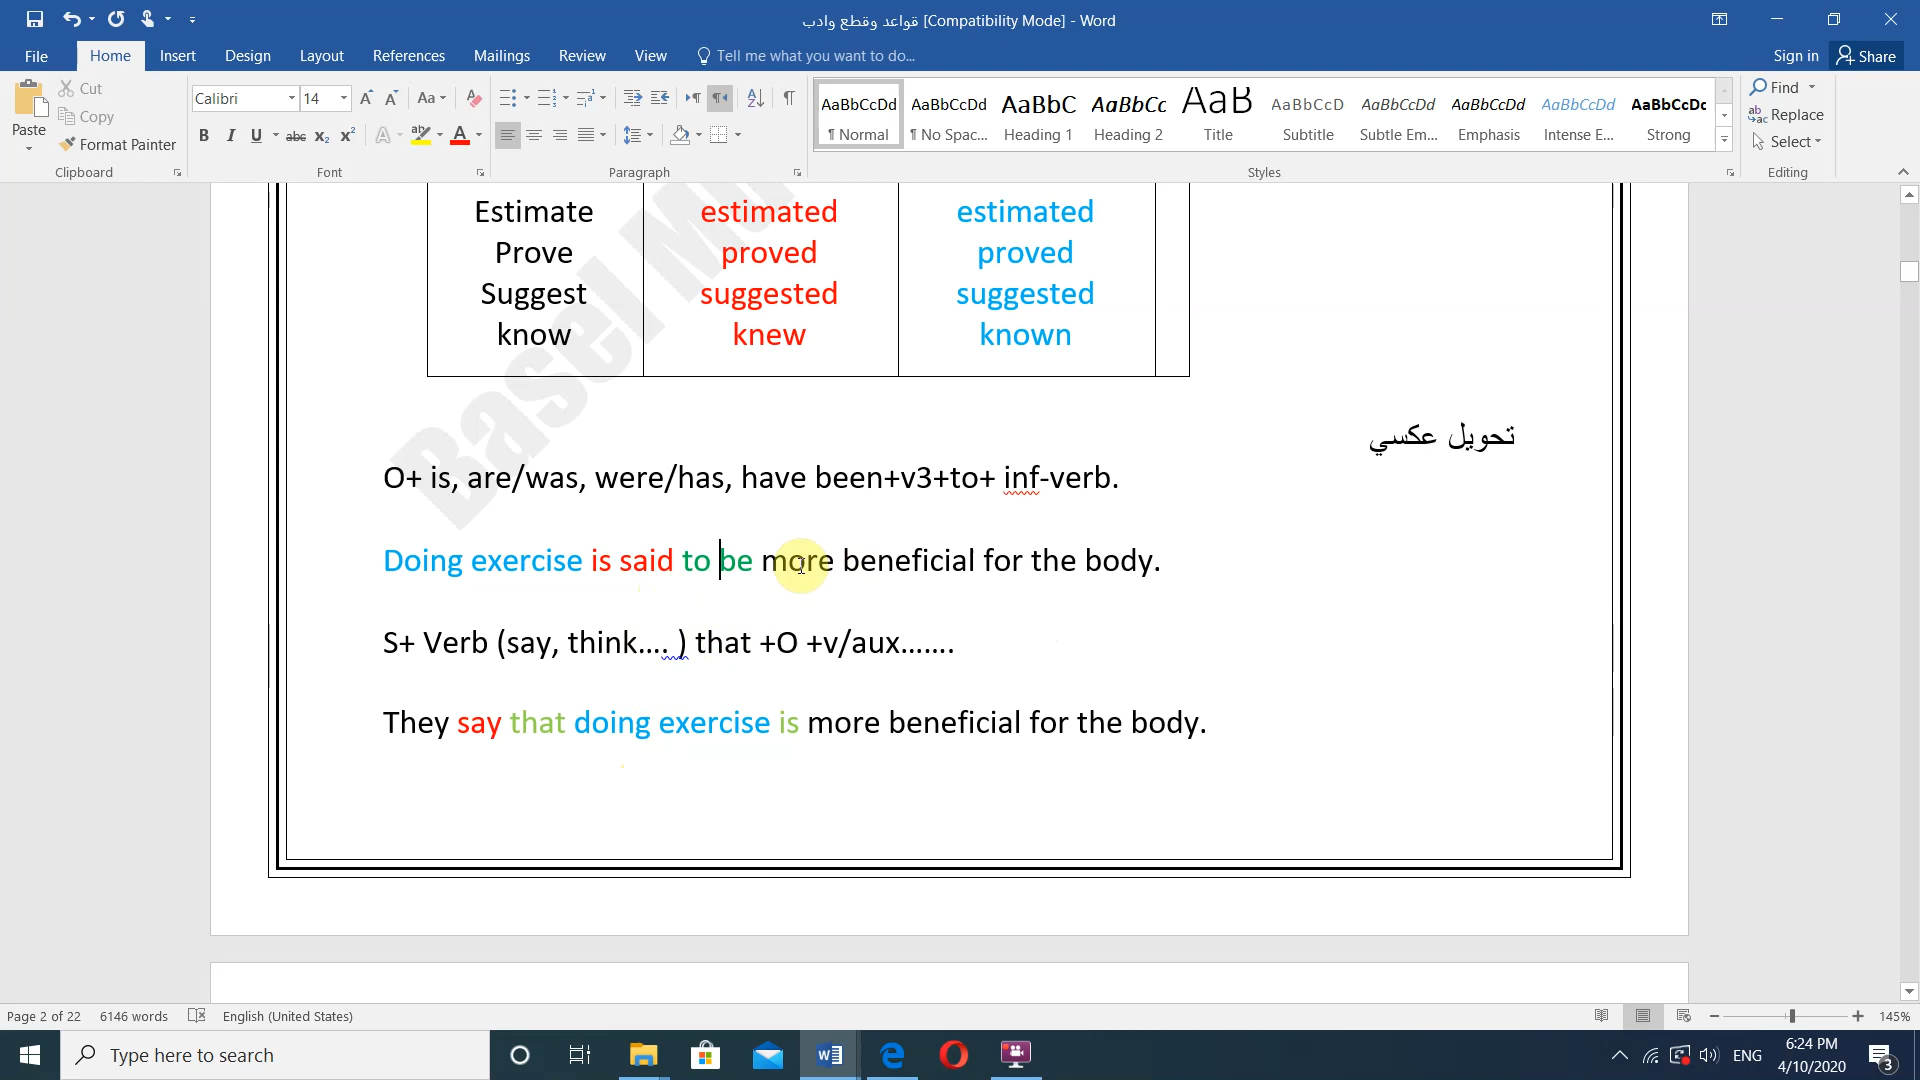 قواعد وقطع وادب [Compatibility Mode] - Word
File Home Insert Design Layout References Mailings Review View Tell me what you want to do... Sign in Share
Paste Cut Copy Format Painter Clipboard
Calibri 14 Aa
B I U abc X₂ X² A ab A Font
Paragraph
AaBbCcDd AaBbCcDd AaBbC AaBbCc AaB AaBbCcD AaBbCcDd AaBbCcDd AaBbCcDd AaBbCcDc
¶ Normal ¶ No Spac... Heading 1 Heading 2 Title Subtitle Subtle Em... Emphasis Intense E... Strong
Styles
Find
Replace
Select
Editing
Estimate estimated estimated
Prove proved proved
Suggest suggested suggested
know knew known
تحويل عكسي
O+ is, are/was, were/has, have been+v3+to+ inf-verb.
Doing exercise is said to be more beneficial for the body.
S+ Verb (say, think.... ) that +O +v/aux.......
They say that doing exercise is more beneficial for the body.
Page 2 of 22 6146 words English (United States) 145%
Type here to search
ENG 6:24 PM
4/10/2020 3